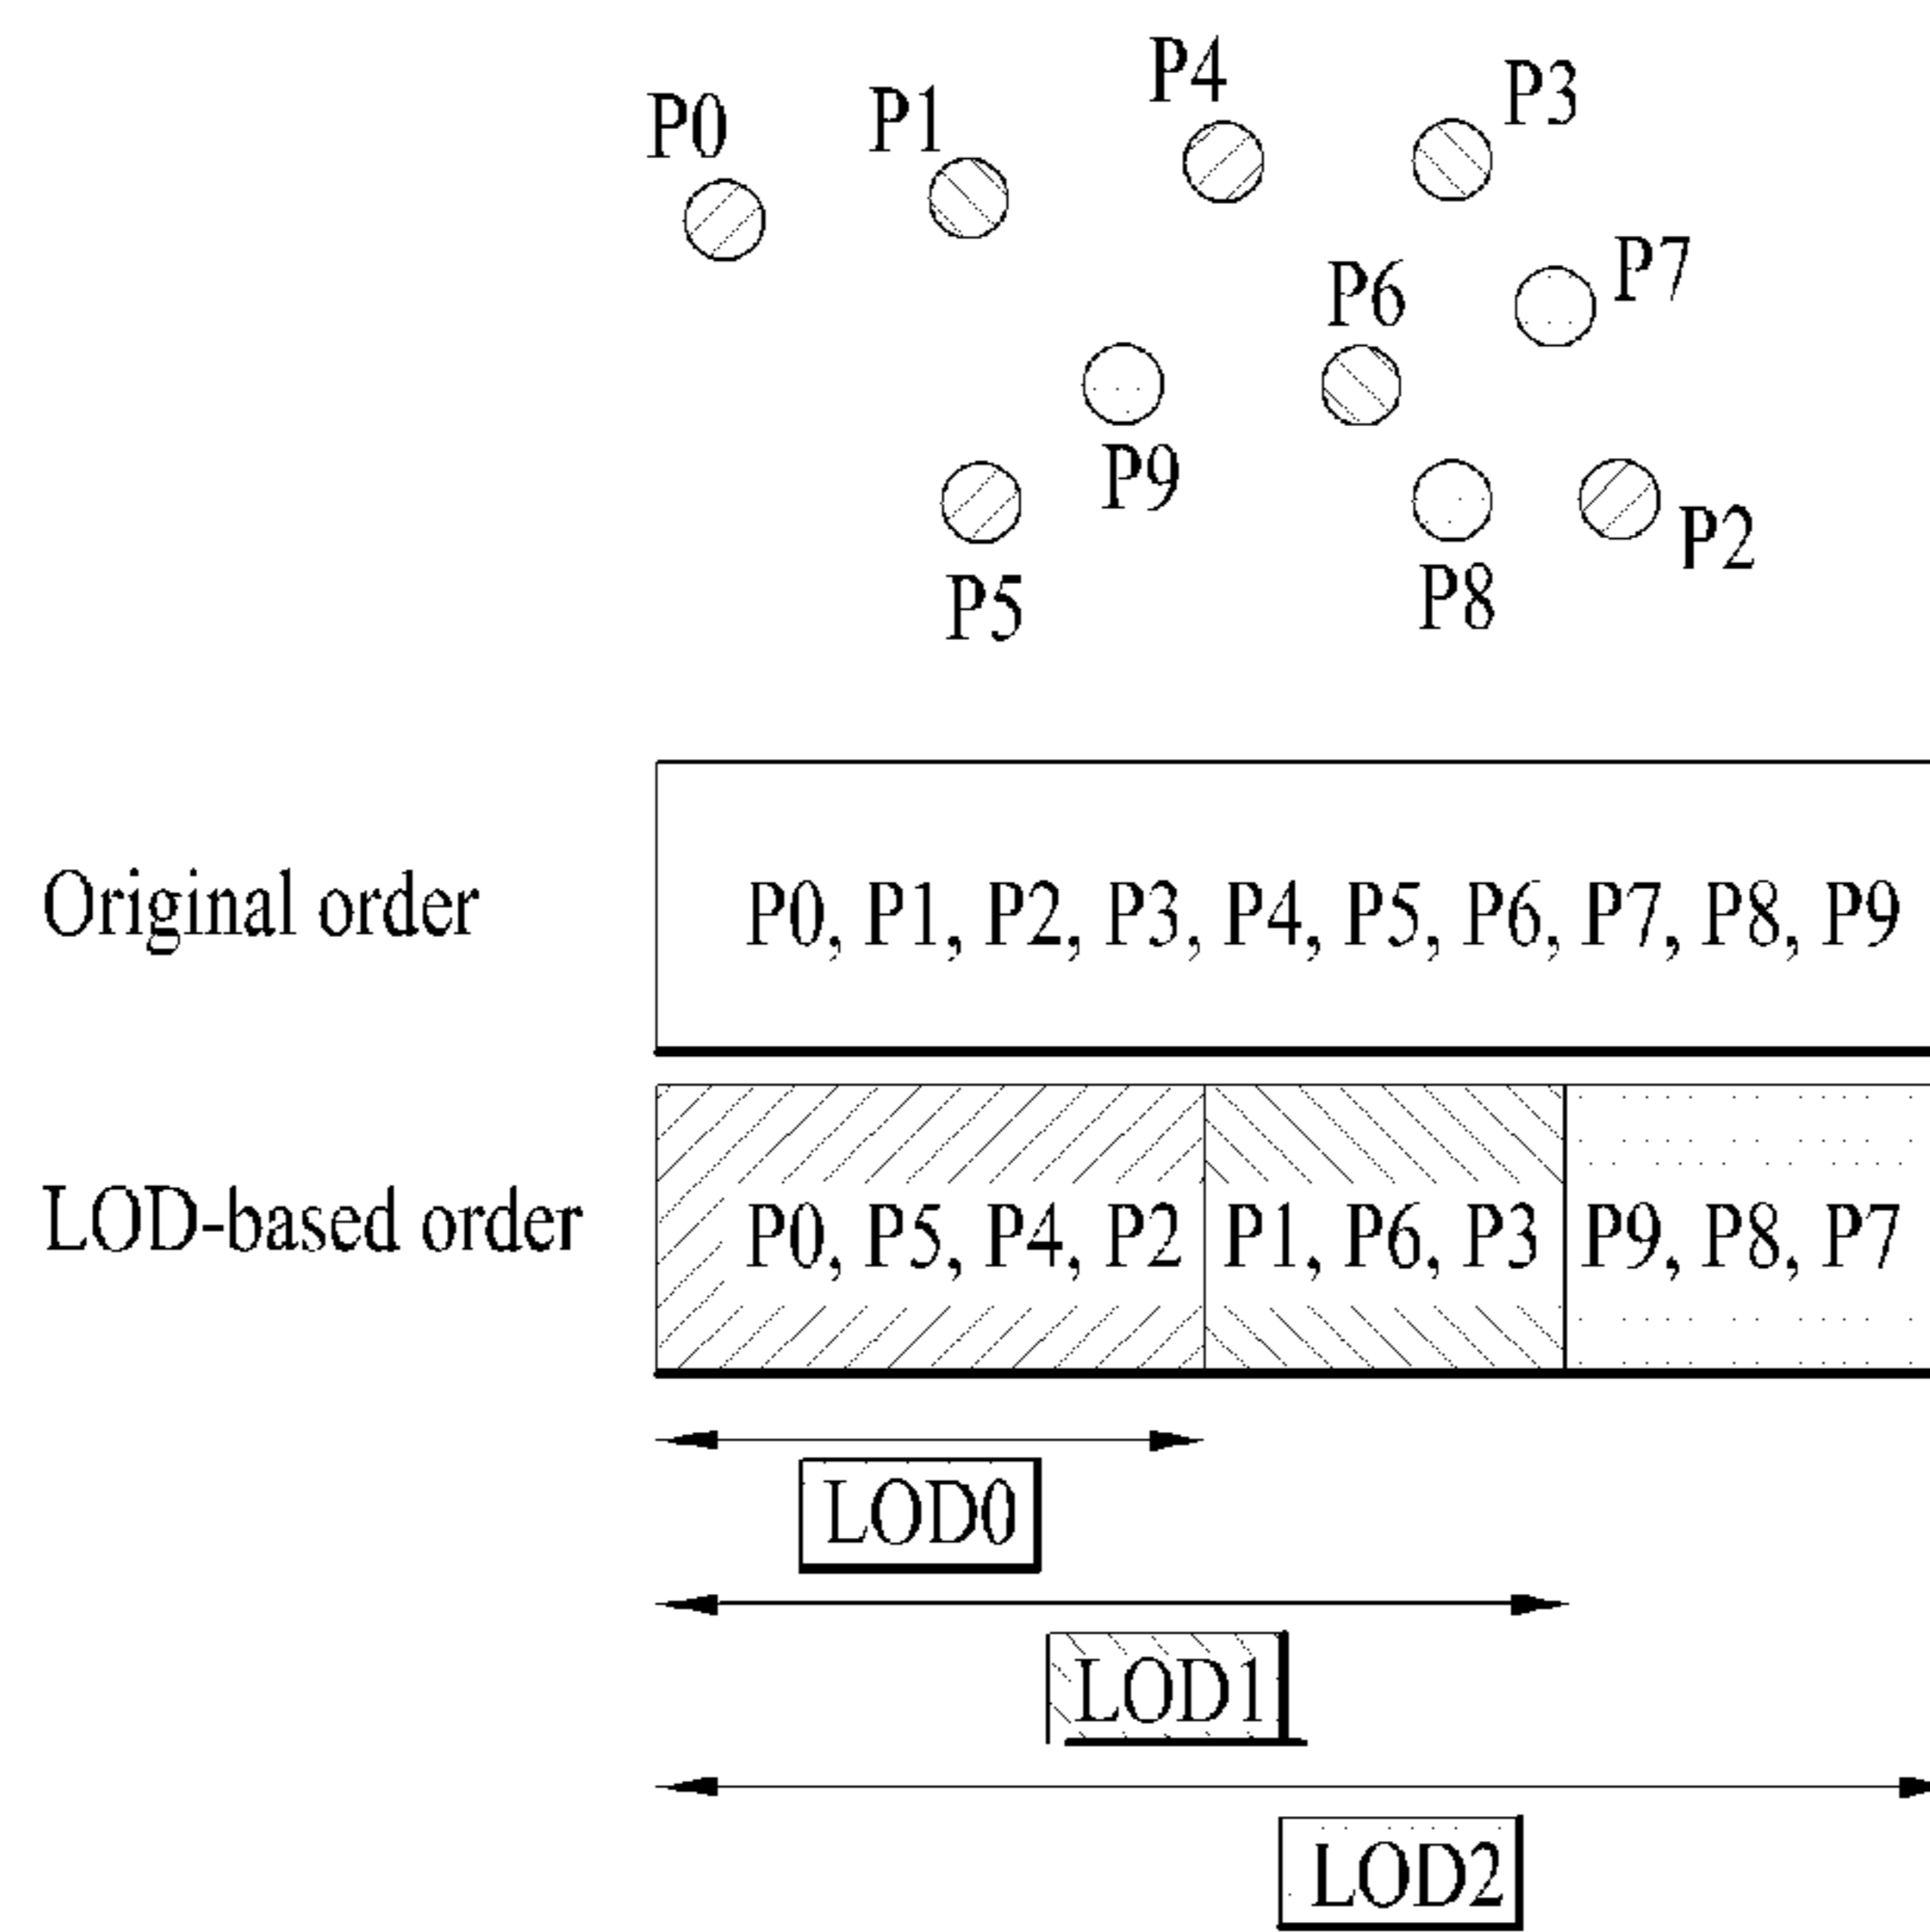 P4
P3
P0
P1
P7
P6
P9
P2
P5
P8
Original order
P0, P1, P2, P3, P4, P5, P6, P7, P8, P9
LOD-based order
P0, P5, P4, P2
P1, P6, P3
P9, P8, P7
LOD0
LOD1
LOD2